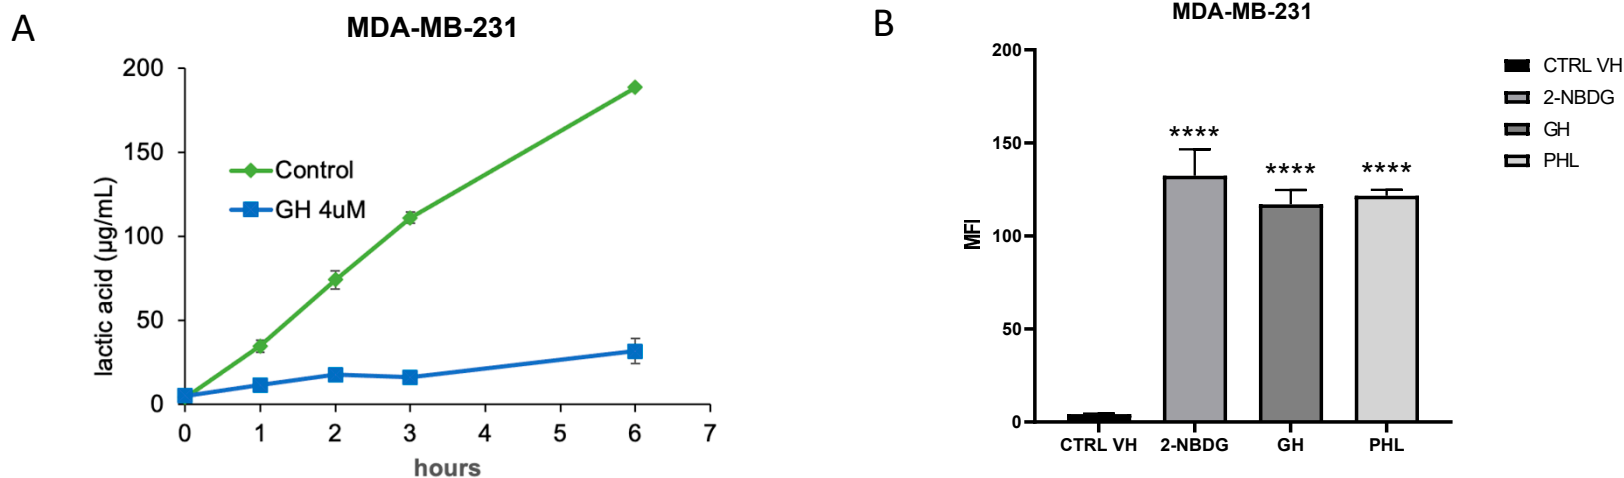 A
MDA-MB-231
200
150
100
50
0
lactic acid (µg/mL)
Control
GH 4uM
0 1 2 3 4 5 6 7
hours
B
MDA-MB-231
200
150
100
50
0
MFI
****
****
****
CTRL VH 2-NBDG GH PHL
CTRL VH
2-NBDG
GH
PHL